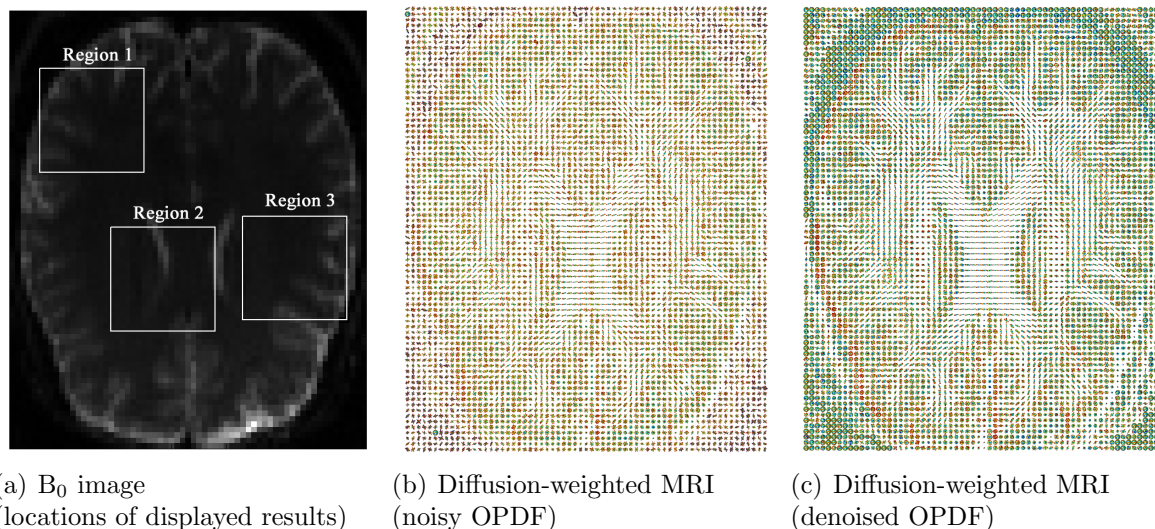 Region 1
Region 2
Region 3
(a) B₀ image
(locations of displayed results)
(b) Diffusion-weighted MRI
(noisy OPDF)
(c) Diffusion-weighted MRI
(denoised OPDF)